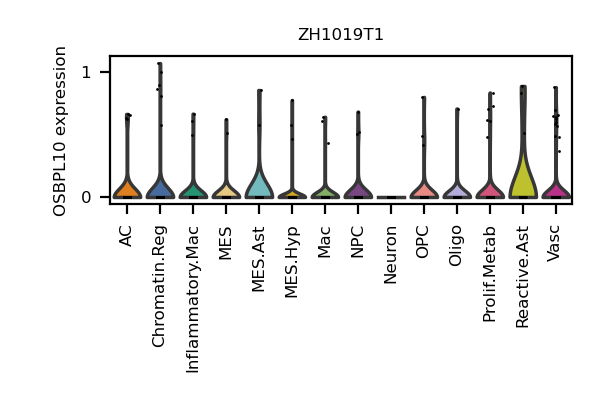 ZH1019T1
OSBPL10 expression
1
0
AC
Chromatin.Reg
Inflammatory.Mac
MES
MES.Ast
MES.Hyp
Mac
NPC
Neuron
OPC
Oligo
Prolif.Metab
Reactive.Ast
Vasc